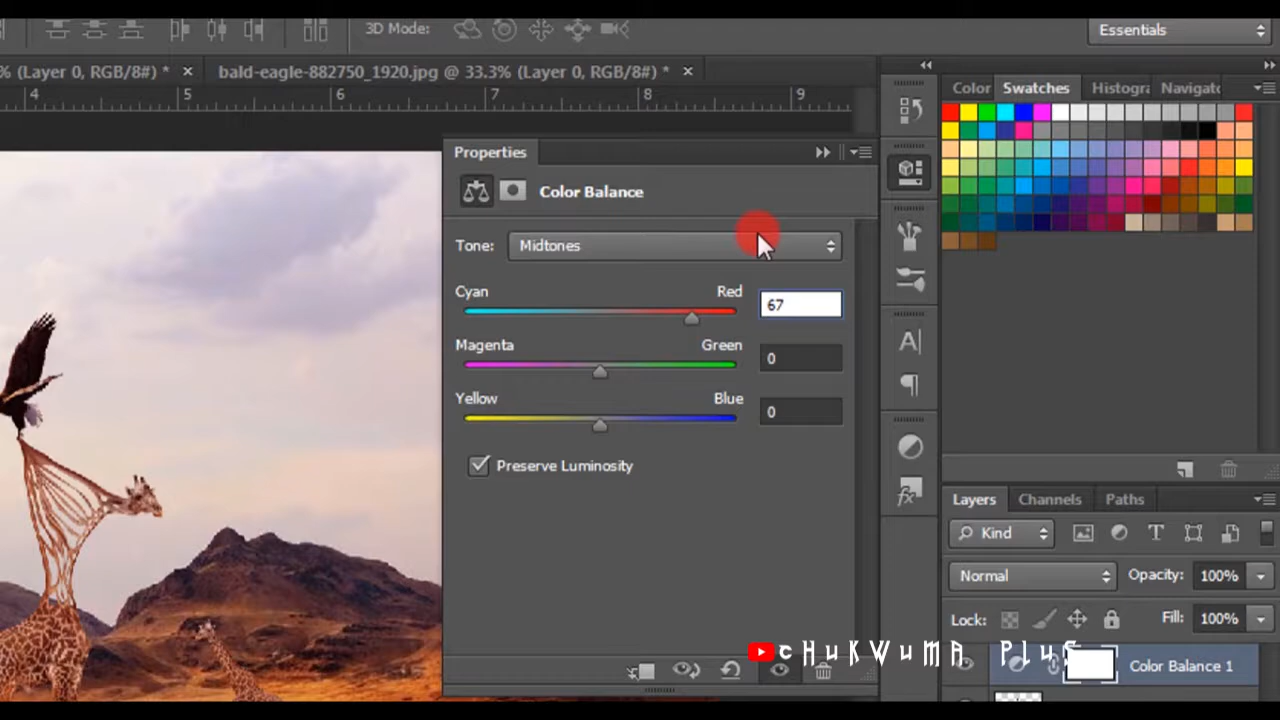 3D Mode:
Essentials
% (Layer 0, RGB/8#) * ×
bald-eagle-882750_1920.jpg @ 33.3% (Layer 0, RGB/8#) * ×
4 5 6 7 8 9
Color Swatches Histogra Navigato
Properties
Color Balance
Tone: Midtones
Cyan Red 67
Magenta Green 0
Yellow Blue 0
Preserve Luminosity
Layers Channels Paths
Kind
Normal Opacity: 100%
Lock: Fill: 100%
Color Balance 1
cHuKWuMA PLuS